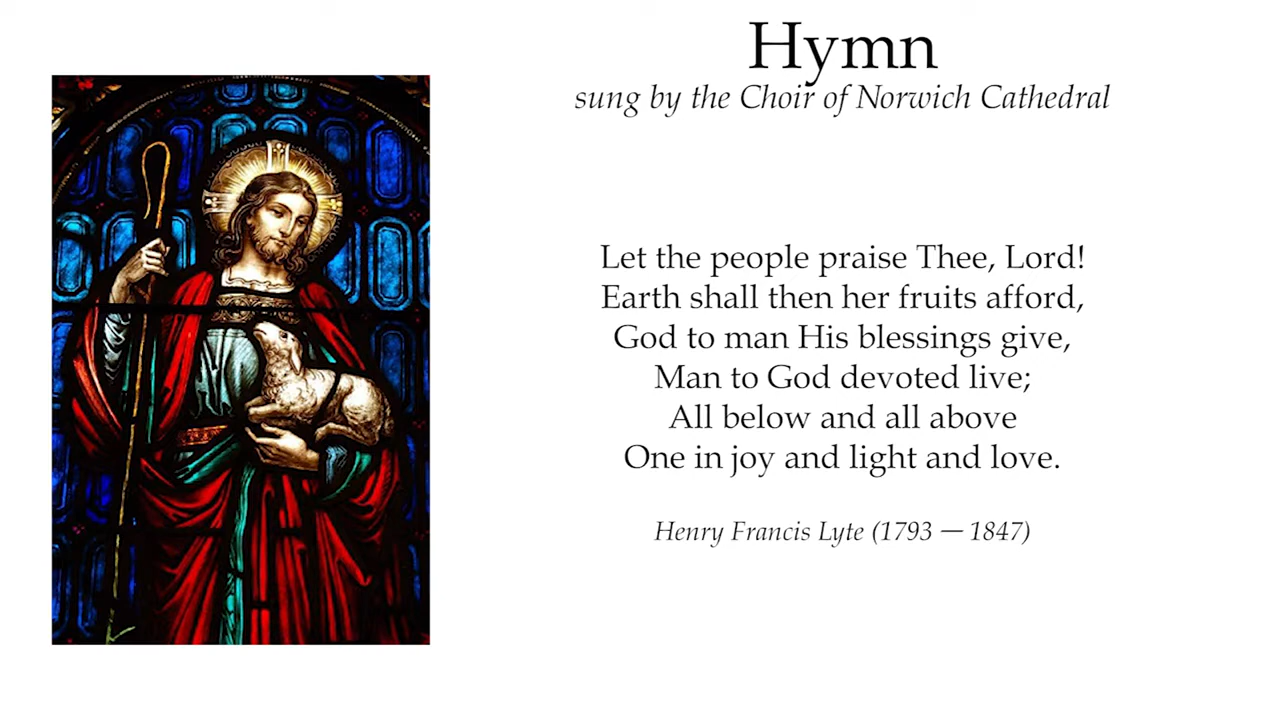 Hymn
sung by the Choir of Norwich Cathedral
Let the people praise Thee, Lord!
Earth shall then her fruits afford,
God to man His blessings give,
Man to God devoted live;
All below and all above
One in joy and light and love.
Henry Francis Lyte (1793 — 1847)